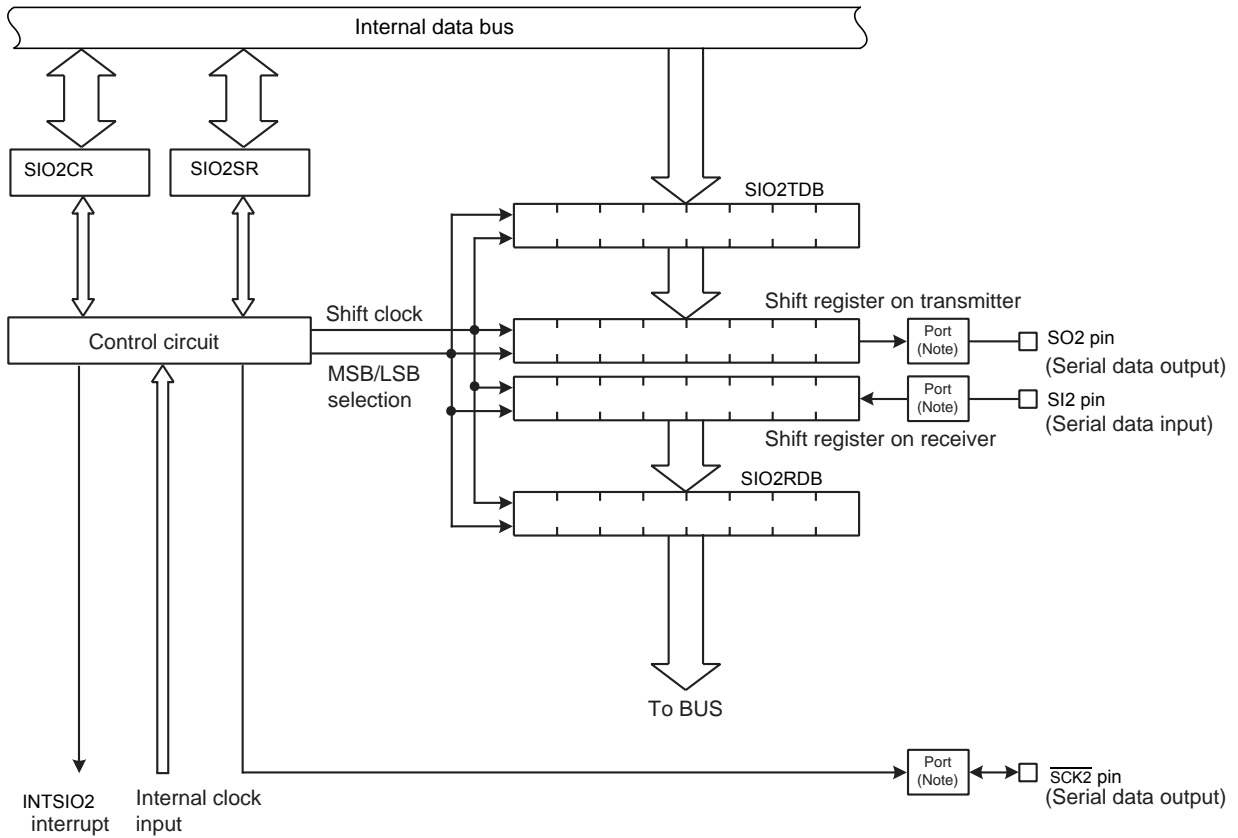 Internal data bus
SIO2CR
SIO2SR
SIO2TDB
Shift clock
Shift register on transmitter
Control circuit
Port
(Note)
SO2 pin
(Serial data output)
MSB/LSB
selection
Port
(Note)
SI2 pin
(Serial data input)
Shift register on receiver
SIO2RDB
To BUS
Port
(Note)
SCK2 pin
(Serial data output)
INTSIO2
interrupt
Internal clock
input